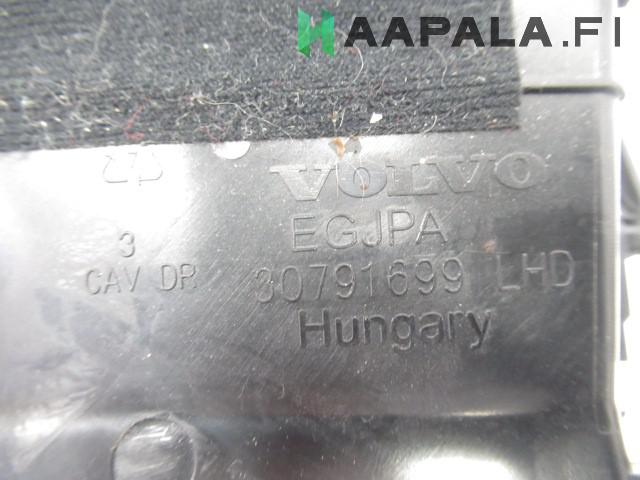 HAAPALA.FI
VOLVO
EGJPA
3
CAV DR
30791699 LHD
Hungary